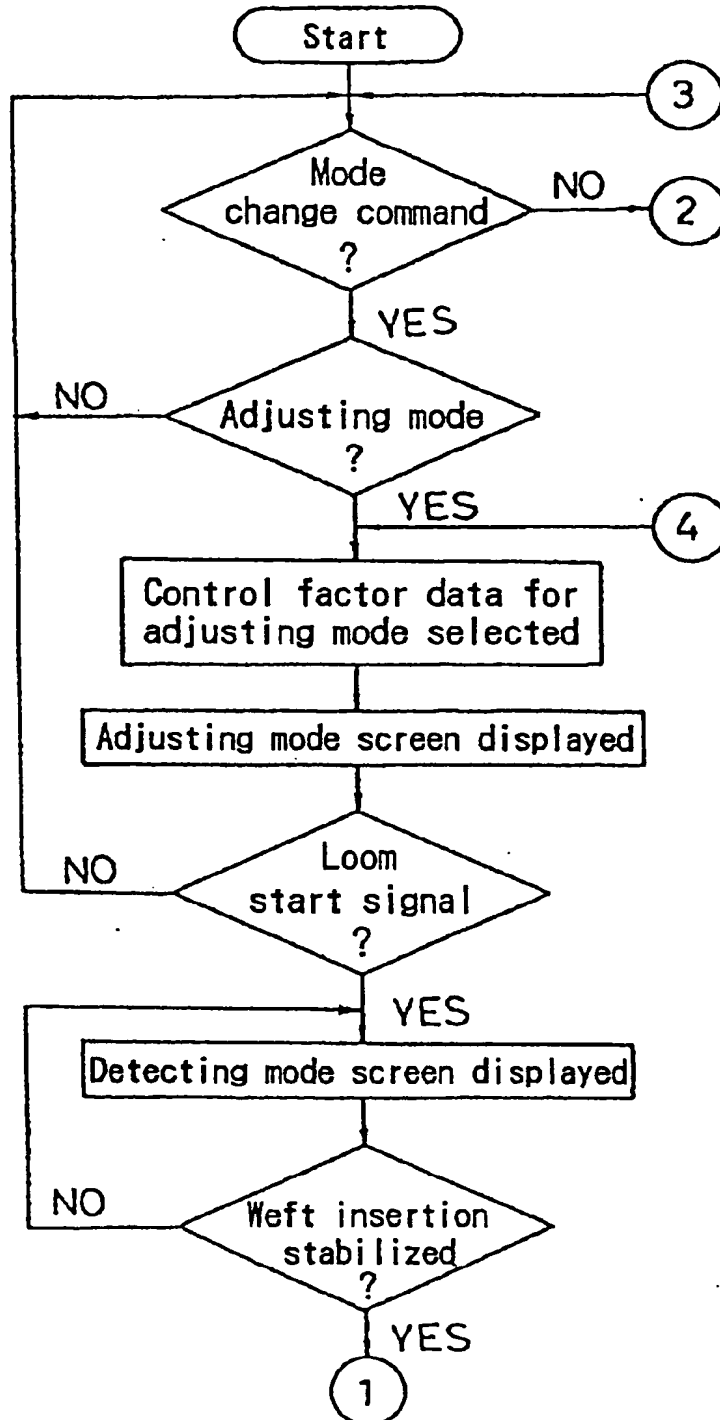 Start
3
Mode
change command
?
NO
2
YES
NO
Adjusting mode
?
YES
4
Control factor data for
adjusting mode selected
Adjusting mode screen displayed
NO
Loom
start signal
?
YES
Detecting mode screen displayed
NO
Weft insertion
stabilized
?
YES
1